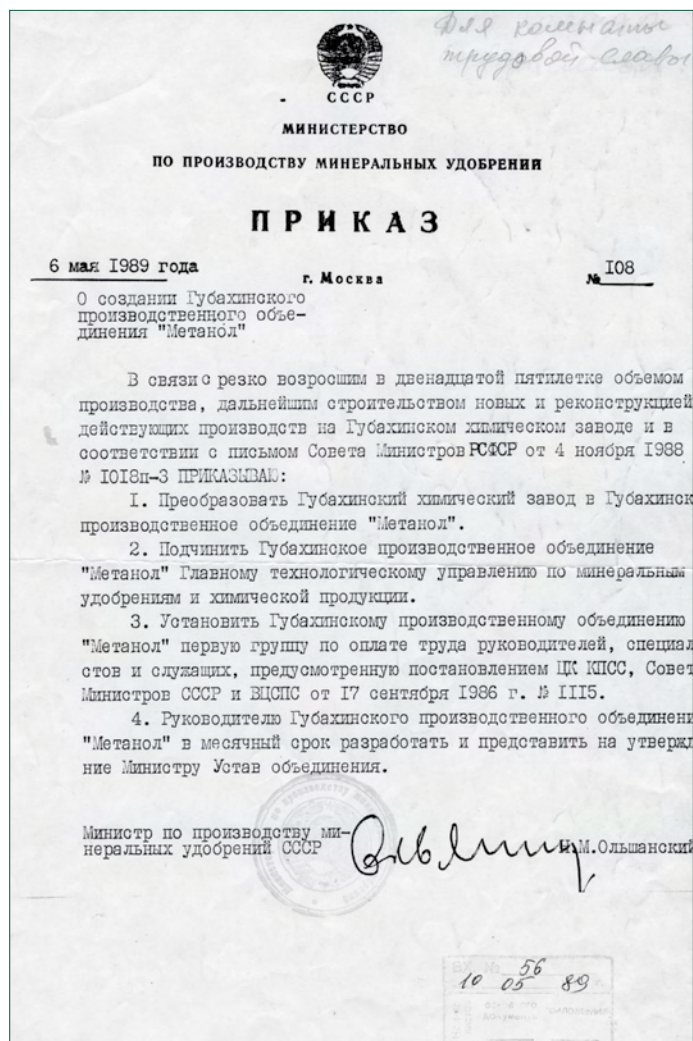 Для комнаты
трудовой славы
СССР
МИНИСТЕРСТВО
ПО ПРОИЗВОДСТВУ МИНЕРАЛЬНЫХ УДОБРЕНИЙ
ПРИКАЗ
6 мая 1989 года г. Москва № 108
О создании Губахинского
производственного объе-
динения "Метанол"
В связи с резко возросшим в двенадцатой пятилетке объемом
производства, дальнейшим строительством новых и реконструкцией
действующих производств на Губахинском химическом заводе и в
соответствии с письмом Совета Министров РСФСР от 4 ноября 1988
№ 1018п-3 ПРИКАЗЫВАЮ:
1. Преобразовать Губахинский химический завод в Губахинск
производственное объединение "Метанол".
2. Подчинить Губахинское производственное объединение
"Метанол" Главному технологическому управлению по минеральным
удобрениям и химической продукции.
3. Установить Губахинскому производственному объединению
"Метанол" первую группу по оплате труда руководителей, специал
стов и служащих, предусмотренную постановлением ЦК КПСС, Совет
Министров СССР и ВЦСПС от 17 сентября 1986 г. № 1115.
4. Руководителю Губахинского производственного объединени
"Метанол" в месячный срок разработать и представить на утвержд
ние Министру Устав объединения.
Министр по производству ми-
неральных удобрений СССР Н.М.Ольшанский
56
10 05 89